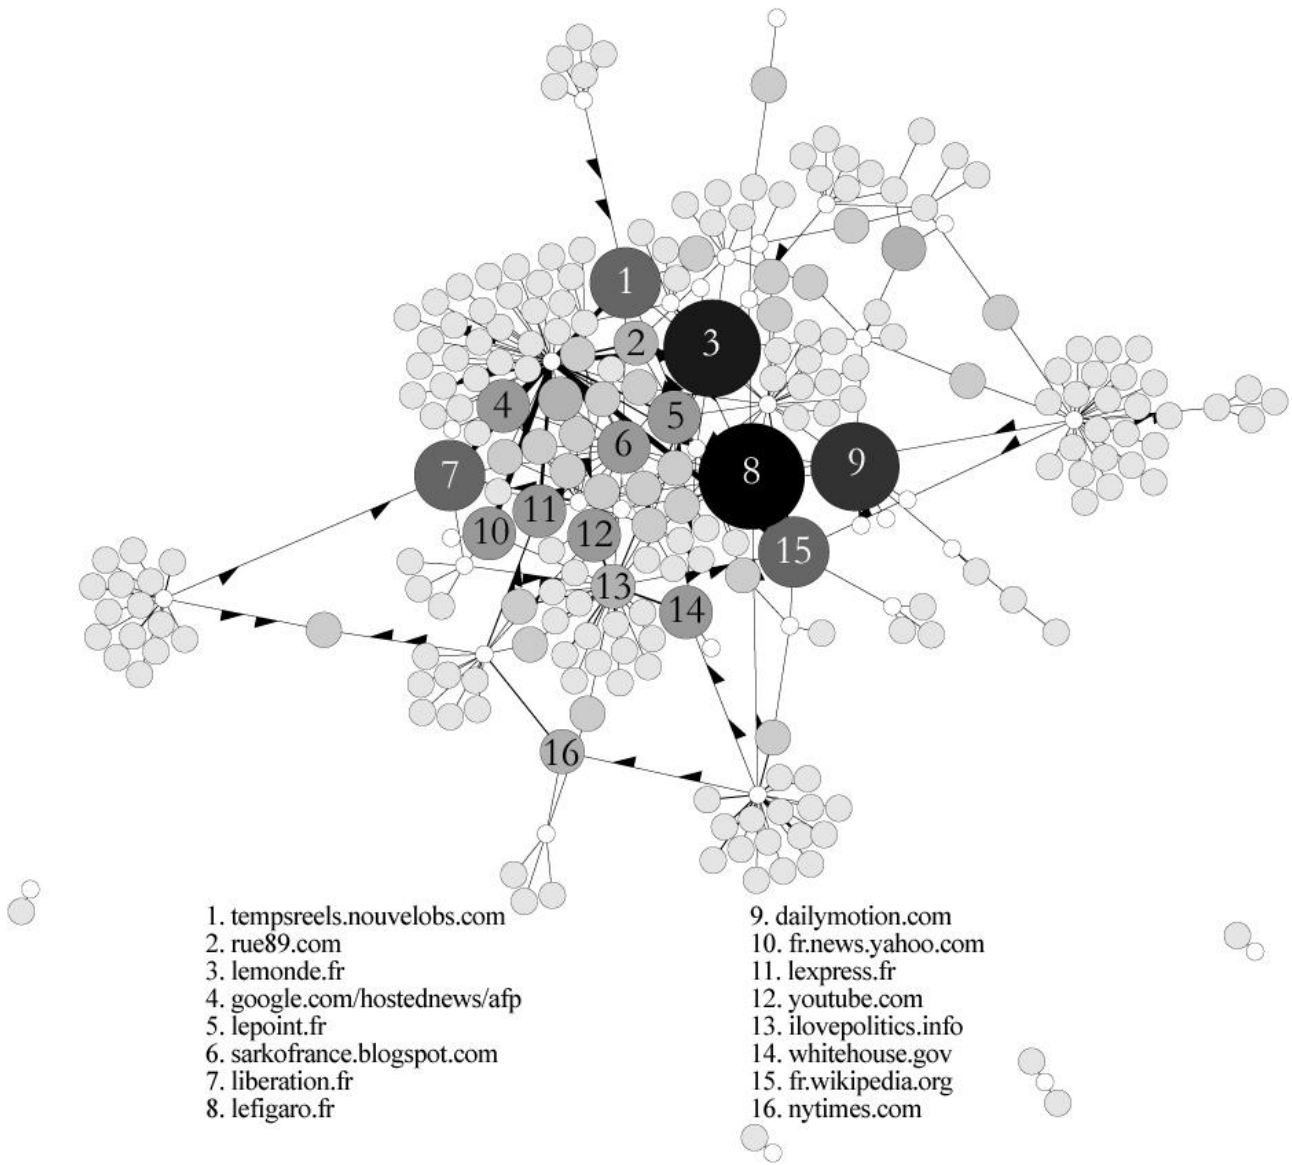 1
2
3
4
5
6
7
8
9
10
11
12
13
14
15
16
1. tempsreels.nouvelobs.com
2. rue89.com
3. lemonde.fr
4. google.com/hostednews/afp
5. lepoint.fr
6. sarkofrance.blogspot.com
7. liberation.fr
8. lefigaro.fr
9. dailymotion.com
10. fr.news.yahoo.com
11. lexpress.fr
12. youtube.com
13. ilovepolitics.info
14. whitehouse.gov
15. fr.wikipedia.org
16. nytimes.com